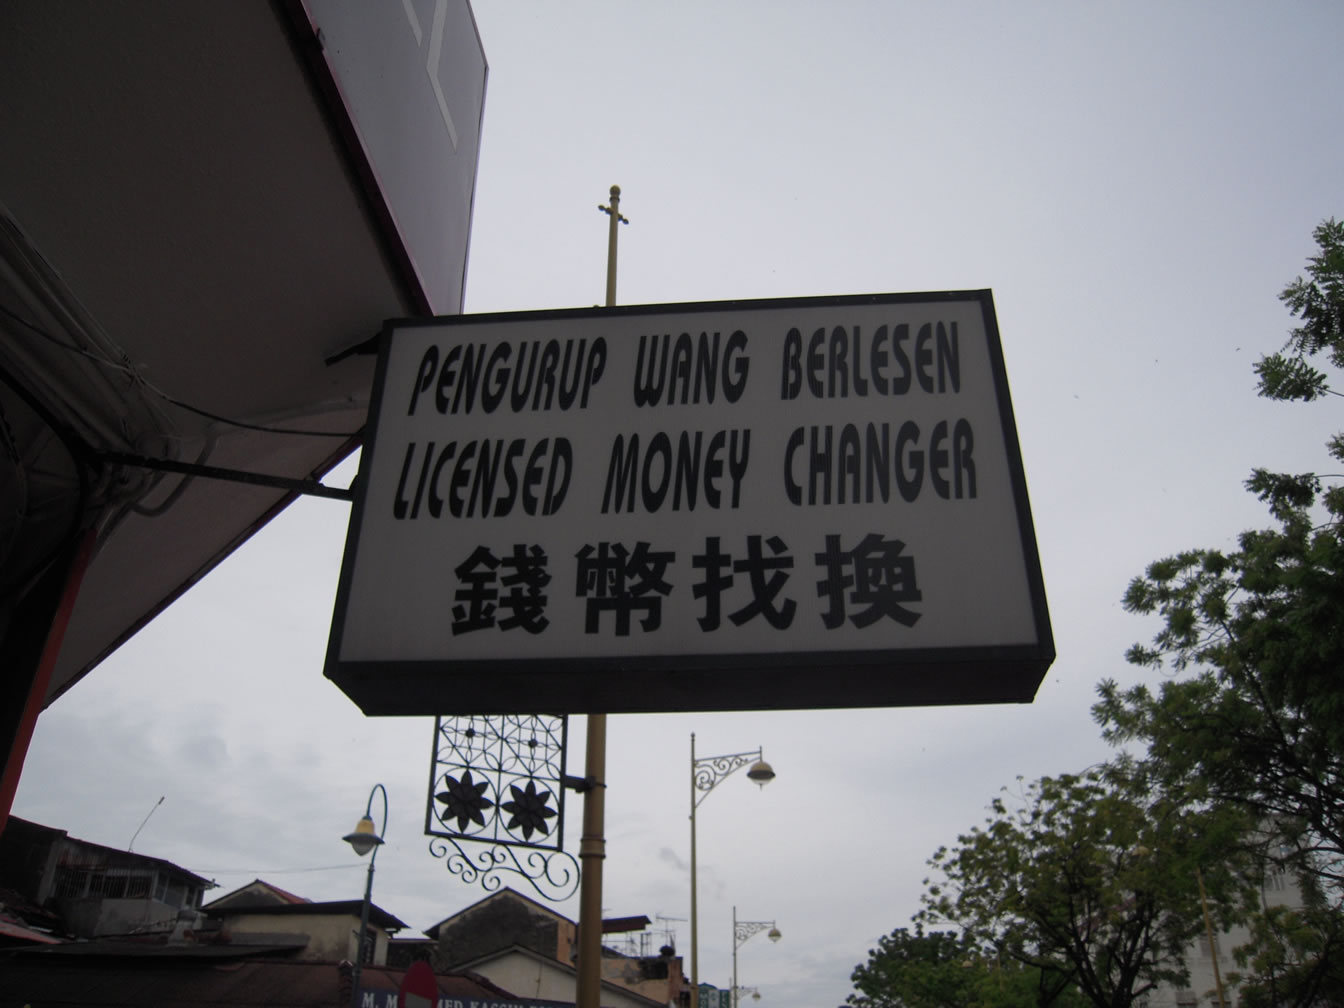 PENGURUP WANG BERLESEN
LICENSED MONEY CHANGER
錢幣找換